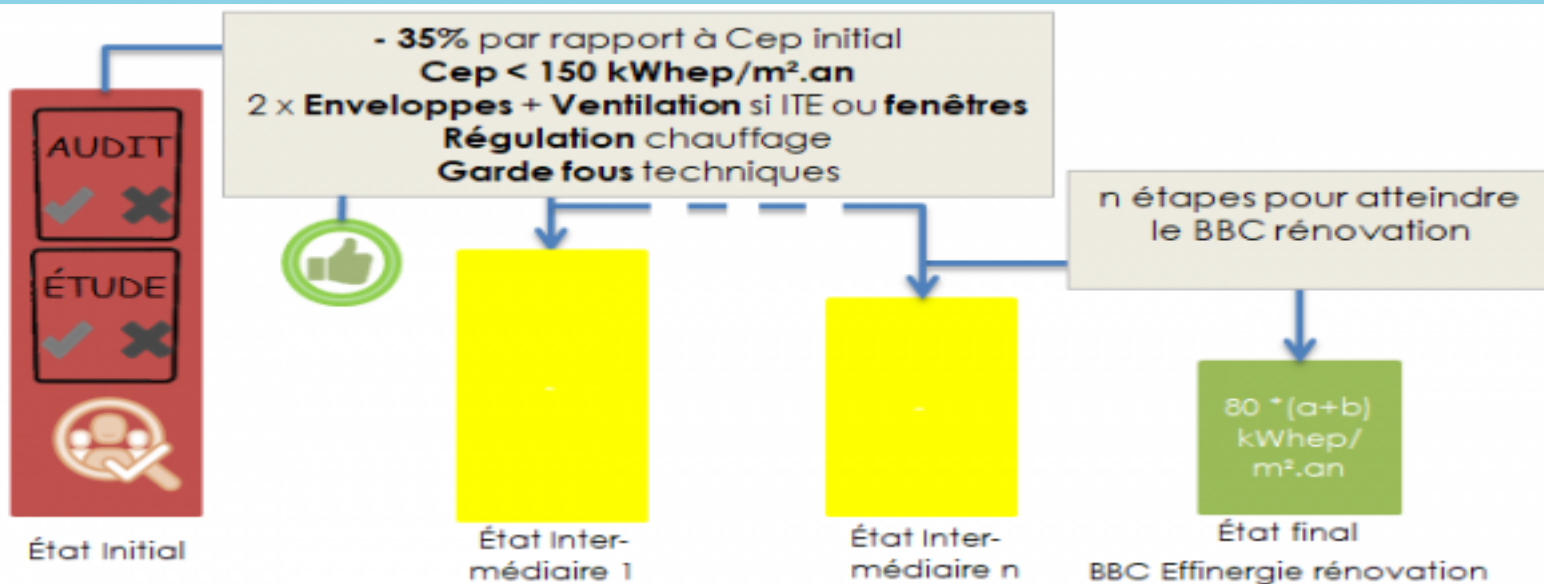 - 35% par rapport à Cep initial
Cep < 150 kWhep/m².an
2 x Enveloppes + Ventilation si ITE ou fenêtres
Régulation chauffage
Garde fous techniques
AUDIT
ÉTUDE
n étapes pour atteindre
le BBC rénovation
-
-
80 *(a+b)
kWhep/
m².an
État Initial
État Inter-
médiaire 1
État Inter-
médiaire n
État final
BBC Effinergie rénovation